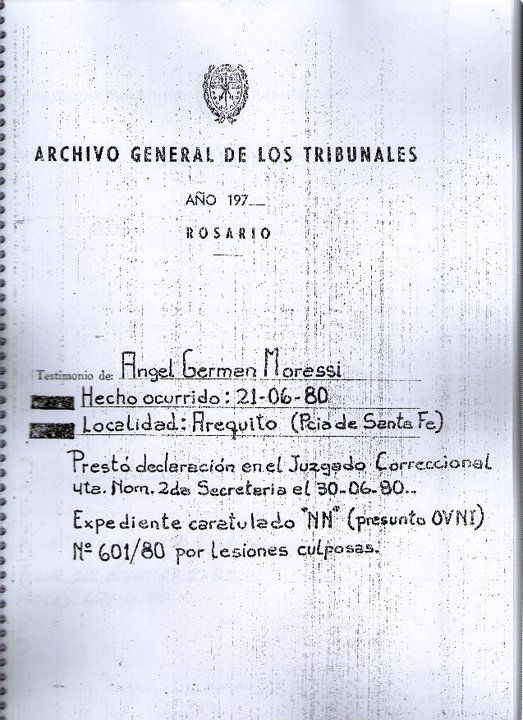 ARCHIVO GENERAL DE LOS TRIBUNALES
AÑO 197__
ROSARIO
Testimonio de: Angel German Moressi
Hecho ocurrido: 21-06-80
Localidad: Arequito (Pcia de Santa Fe)
Prestó declaración en el Juzgado Correccional
4ta. Nom. 2da Secretaria el 30-06-80..
Expediente caratulado "NN" (presunto OVNI)
Nº 601/80 por Lesiones culposas.